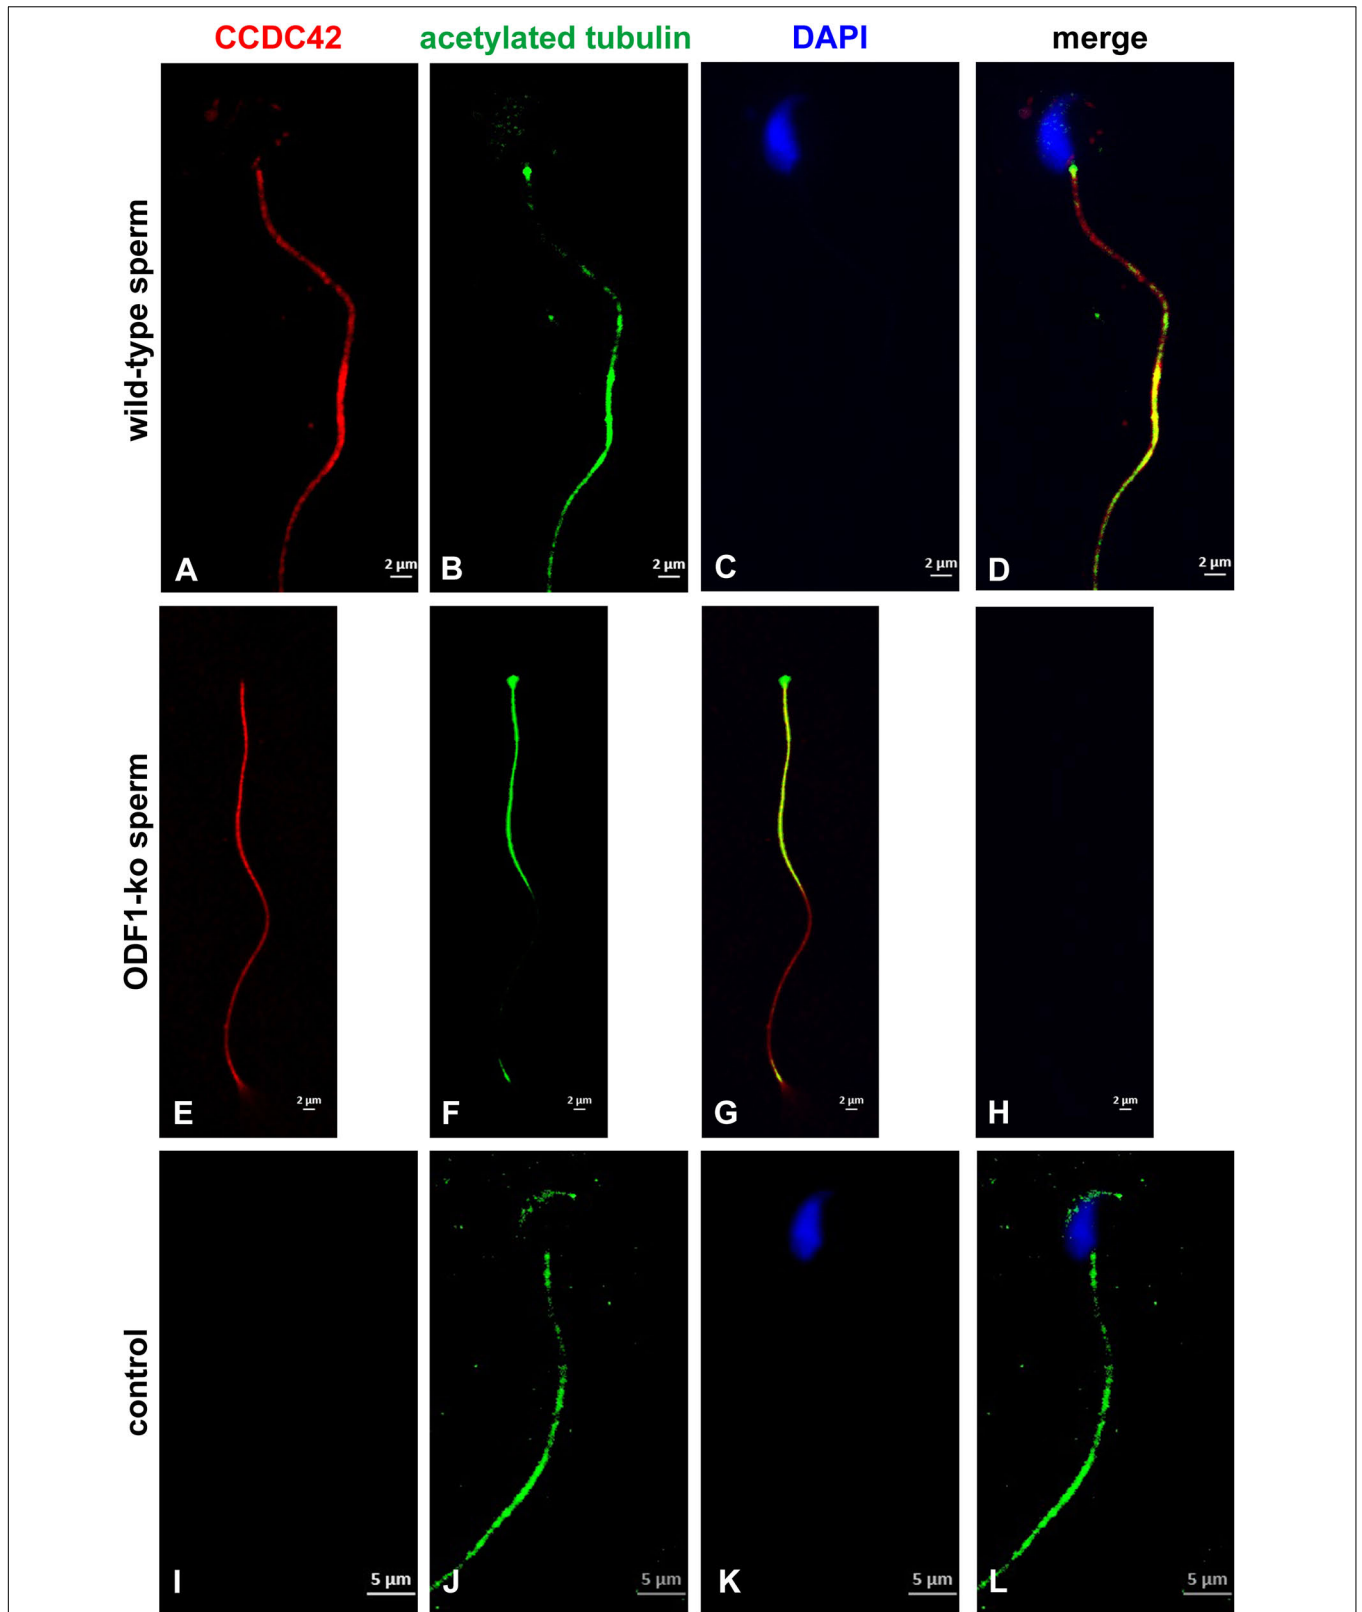 CCDC42 acetylated tubulin DAPI merge
wild-type sperm
A 2 µm B 2 µm C 2 µm D 2 µm
ODF1-ko sperm
E 2 µm F 2 µm G 2 µm H 2 µm
control
I 5 µm J 5 µm K 5 µm L 5 µm